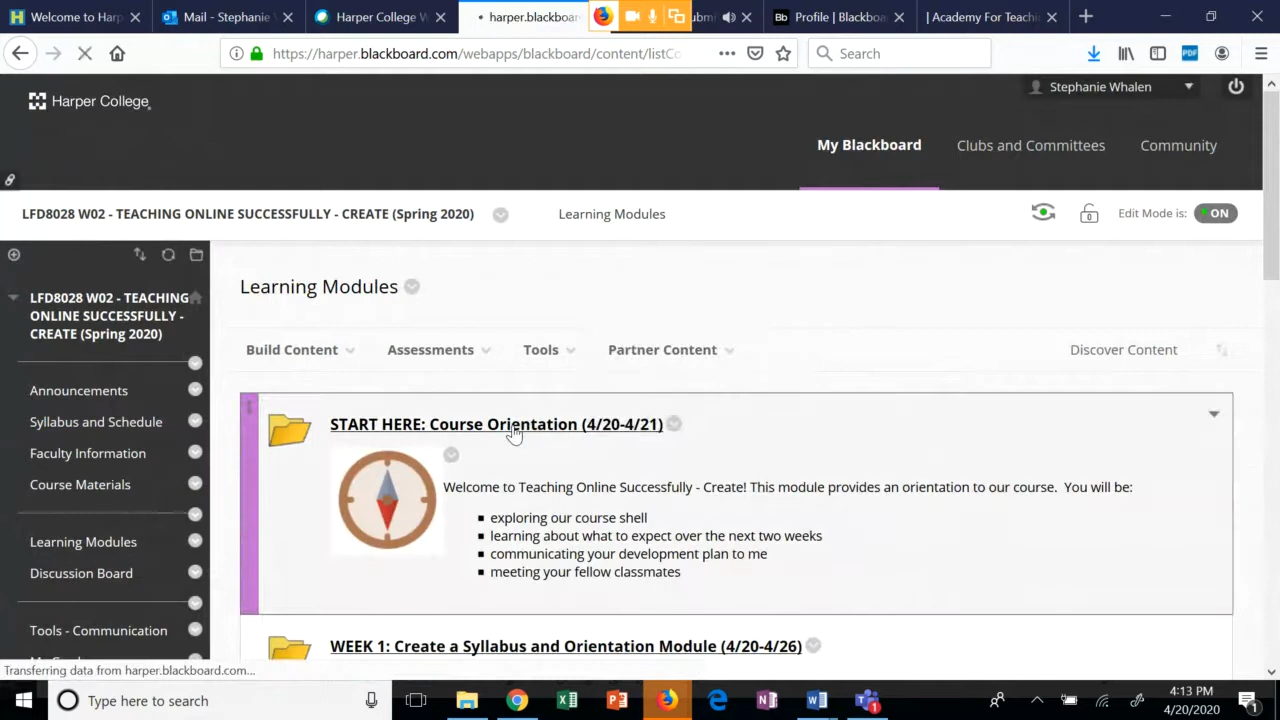 Welcome to H
Mail - Stephanie
Harper College W
harper.blackboard
ubmi
Profile | Blackboa
| Academy For Teachi
https://harper.blackboard.com/webapps/blackboard/content/listCo
Search
Harper College
Stephanie Whalen
My Blackboard
Clubs and Committees
Community
LFD8028 W02 - TEACHING ONLINE SUCCESSFULLY - CREATE (Spring 2020)
Learning Modules
Edit Mode is:
ON
LFD8028 W02 - TEACHING
ONLINE SUCCESSFULLY -
CREATE (Spring 2020)
Announcements
Syllabus and Schedule
Faculty Information
Course Materials
Learning Modules
Discussion Board
Tools - Communication
Learning Modules
Build Content
Assessments
Tools
Partner Content
Discover Content
START HERE: Course Orientation (4/20-4/21)
Welcome to Teaching Online Successfully - Create! This module provides an orientation to our course. You will be:
exploring our course shell
learning about what to expect over the next two weeks
communicating your development plan to me
meeting your fellow classmates
WEEK 1: Create a Syllabus and Orientation Module (4/20-4/26)
Transferring data from harper.blackboard.com...
Type here to search
4:13 PM
4/20/2020